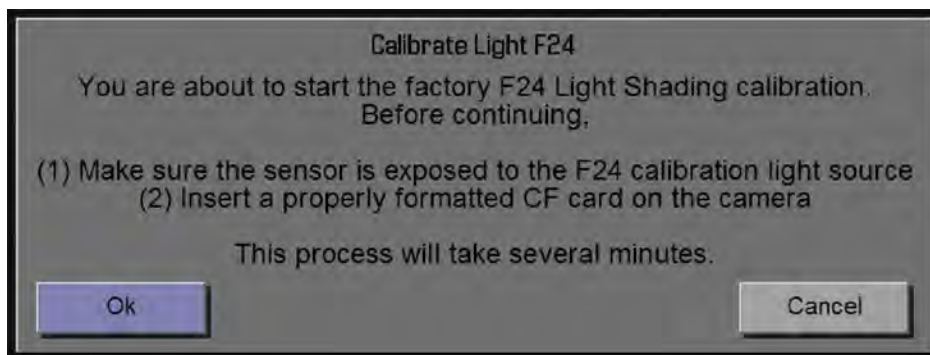 Calibrate Light F24
You are about to start the factory F24 Light Shading calibration.
Before continuing,
(1) Make sure the sensor is exposed to the F24 calibration light source
(2) Insert a properly formatted CF card on the camera
This process will take several minutes.
Ok
Cancel